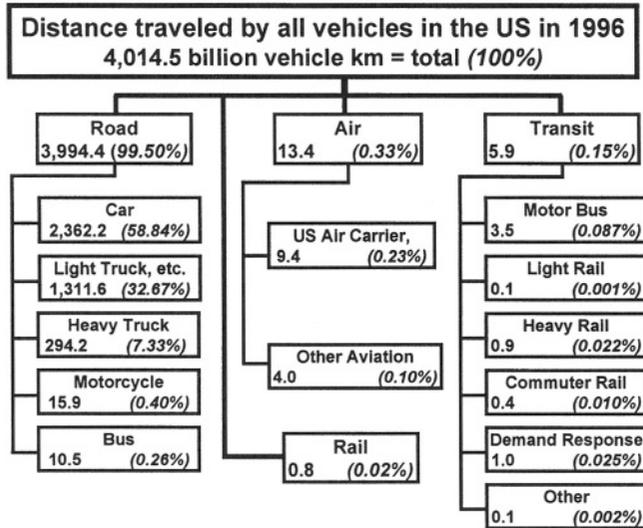 Distance traveled by all vehicles in the US in 1996
4,014.5 billion vehicle km = total (100%)
Road
3,994.4 (99.50%)
Car
2,362.2 (58.84%)
Light Truck, etc.
1,311.6 (32.67%)
Heavy Truck
294.2 (7.33%)
Motorcycle
15.9 (0.40%)
Bus
10.5 (0.26%)
Air
13.4 (0.33%)
US Air Carrier,
9.4 (0.23%)
Other Aviation
4.0 (0.10%)
Rail
0.8 (0.02%)
Transit
5.9 (0.15%)
Motor Bus
3.5 (0.087%)
Light Rail
0.1 (0.001%)
Heavy Rail
0.9 (0.022%)
Commuter Rail
0.4 (0.010%)
Demand Response
1.0 (0.025%)
Other
0.1 (0.002%)